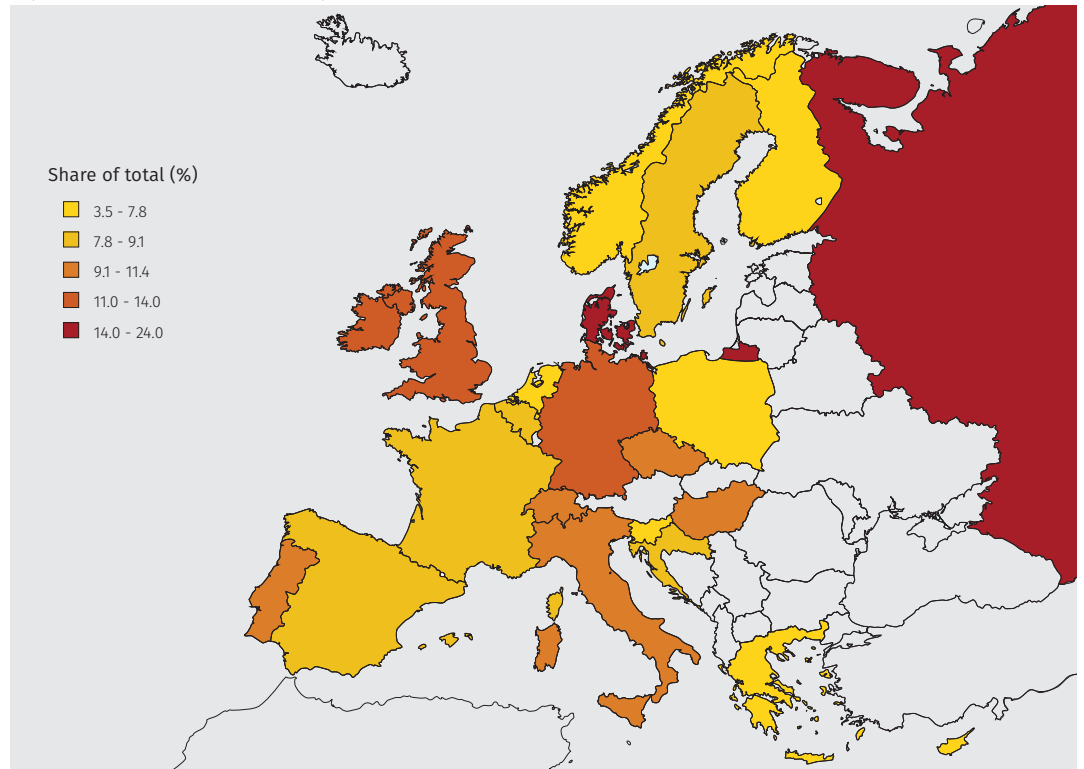 Share of total (%)
3.5 - 7.8
7.8 - 9.1
9.1 - 11.4
11.0 - 14.0
14.0 - 24.0